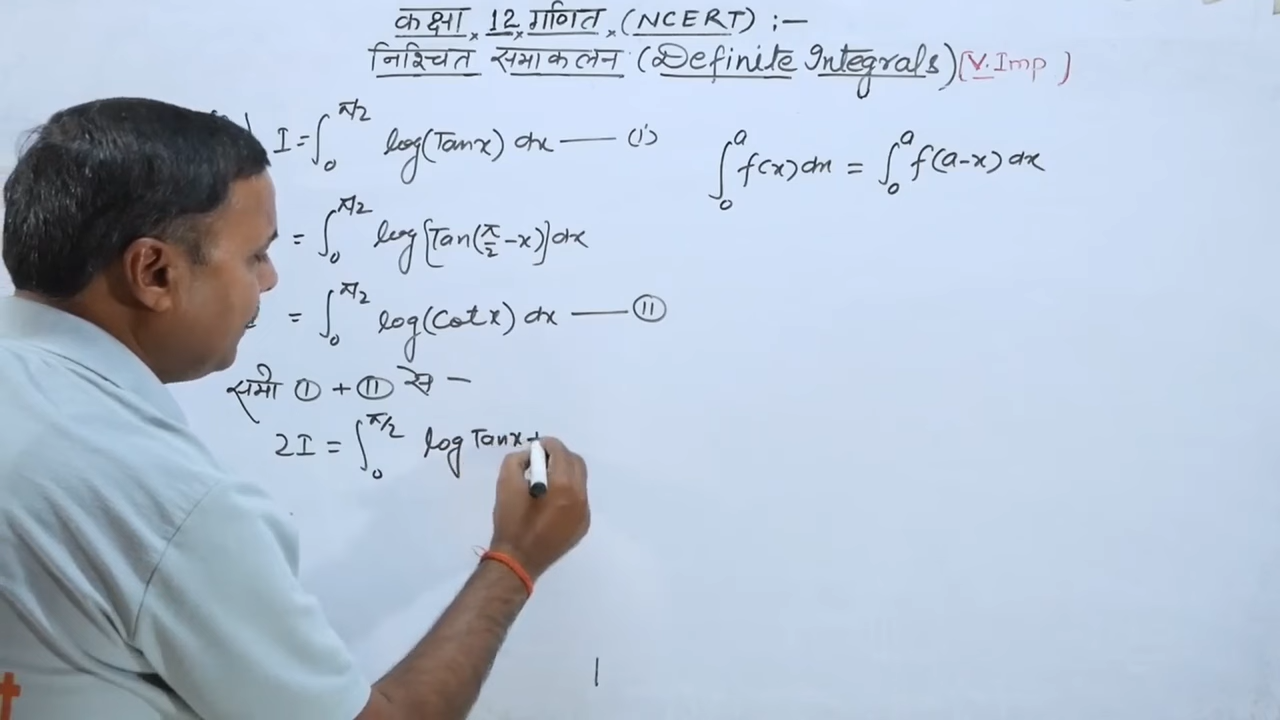 कक्षा × 12 × गणित × (NCERT) :-
निश्चित समाकलन (Definite Integrals) (V. Imp)
I = ∫₀^π/2 log(Tanx) dx —— (i)
∫₀^a f(x) dx = ∫₀^a f(a-x) dx
= ∫₀^π/2 log[Tan(π/2 -x)] dx
= ∫₀^π/2 log(Cotx) dx —— (II)
समी (I) + (II) से -
2I = ∫₀^π/2 log Tanx +